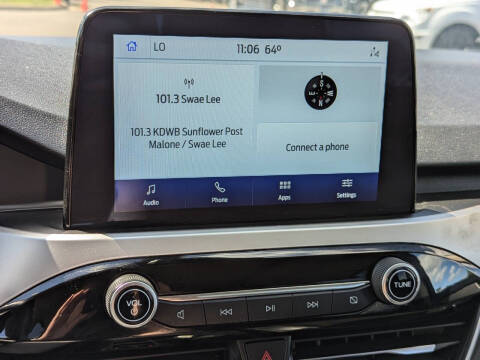 LO
11:06 64°
101.3 Swae Lee
101.3 KDWB Sunflower Post
Malone / Swae Lee
Connect a phone
Audio
Phone
Apps
Settings
VOL
TUNE